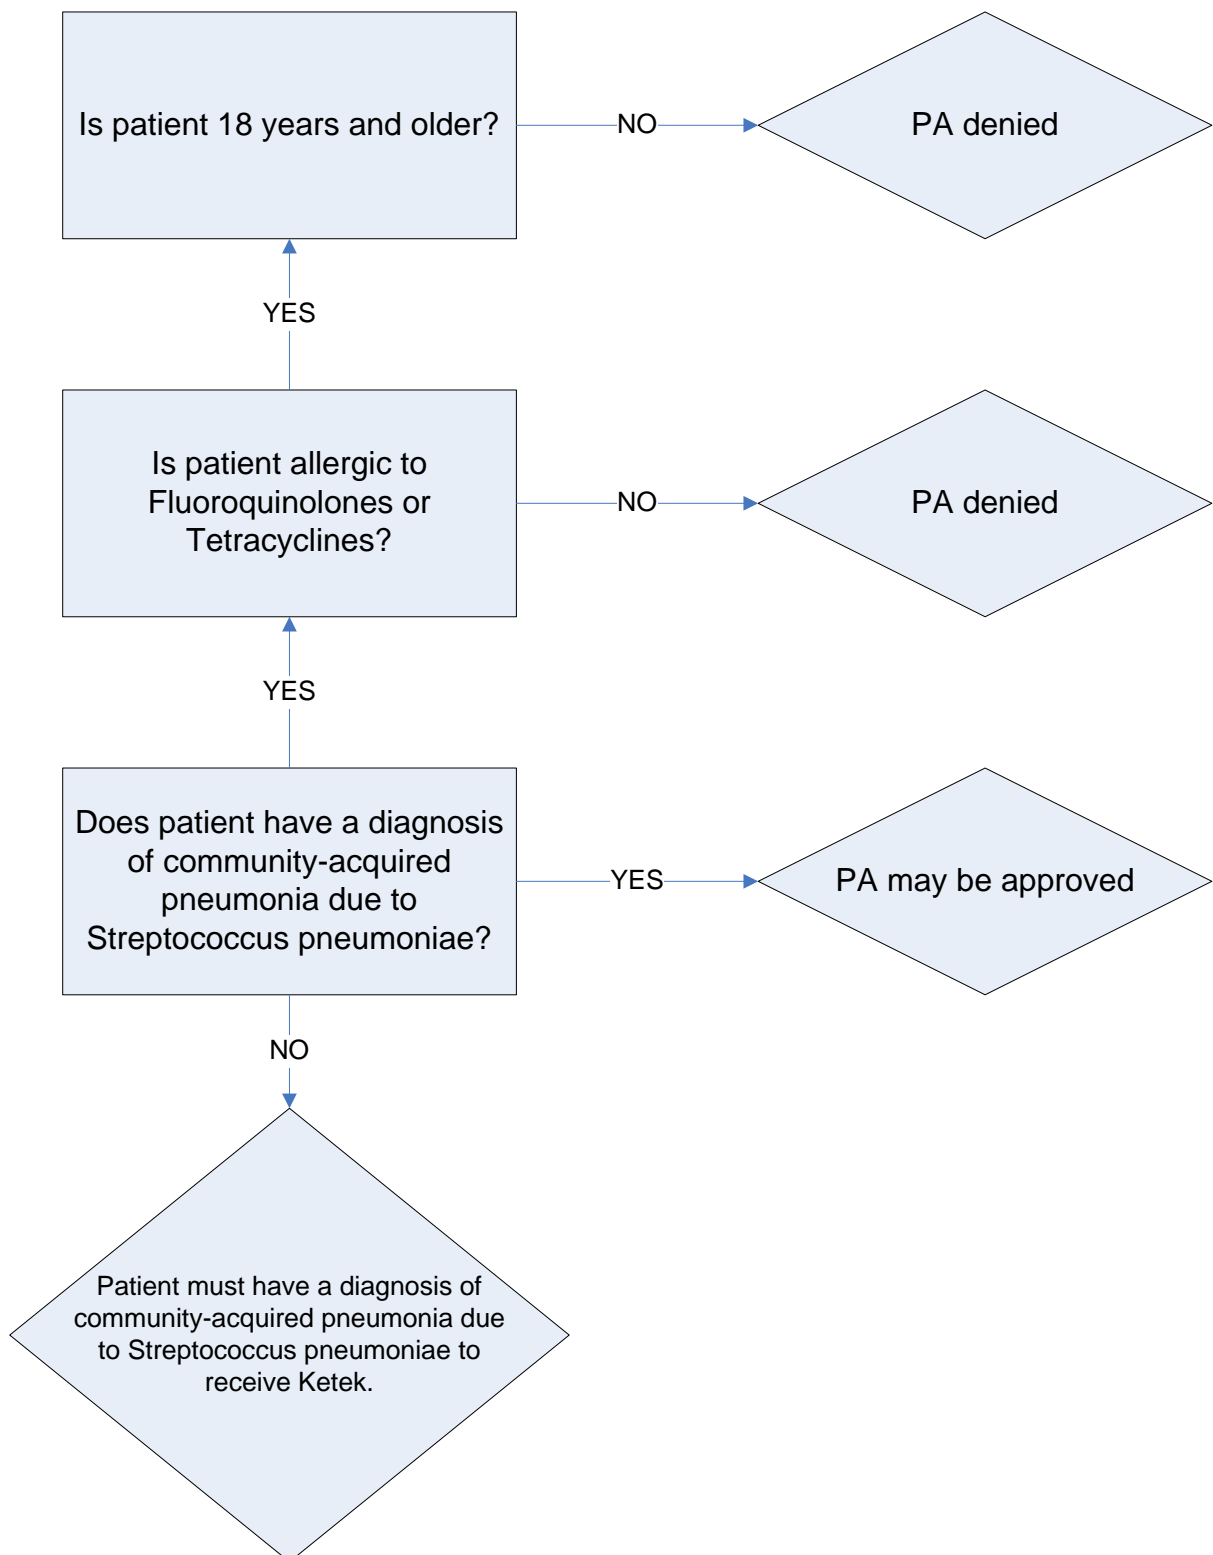 Is patient 18 years and older?
NO
PA denied
YES
Is patient allergic to
Fluoroquinolones or
Tetracyclines?
NO
PA denied
YES
Does patient have a diagnosis
of community-acquired
pneumonia due to
Streptococcus pneumoniae?
YES
PA may be approved
NO
Patient must have a diagnosis of
community-acquired pneumonia due
to Streptococcus pneumoniae to
receive Ketek.